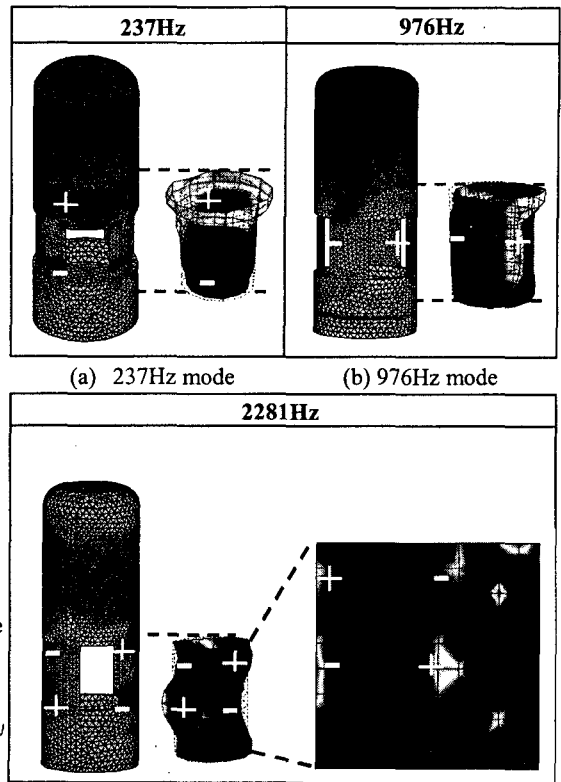 237Hz 976Hz
+ - - + - +
+ - - +
(a) 237Hz mode (b) 976Hz mode
2281Hz
+ -
- + - +
- +
+ - + -